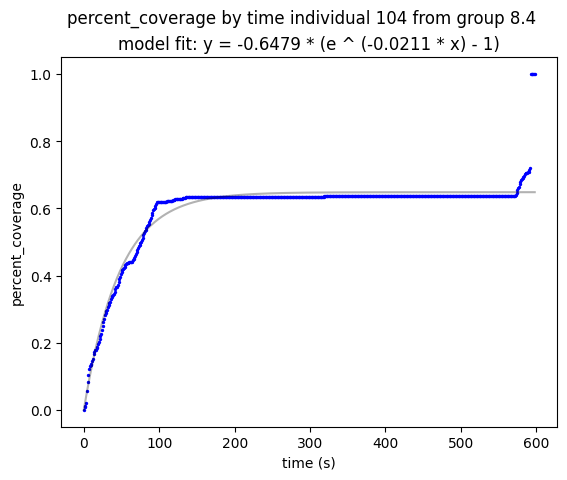 percent_coverage by time individual 104 from group 8.4
model fit: y = -0.6479 * (e ^ (-0.0211 * x) - 1)
1.0
0.8
0.6
0.4
0.2
0.0
percent_coverage
0 100 200 300 400 500 600
time (s)